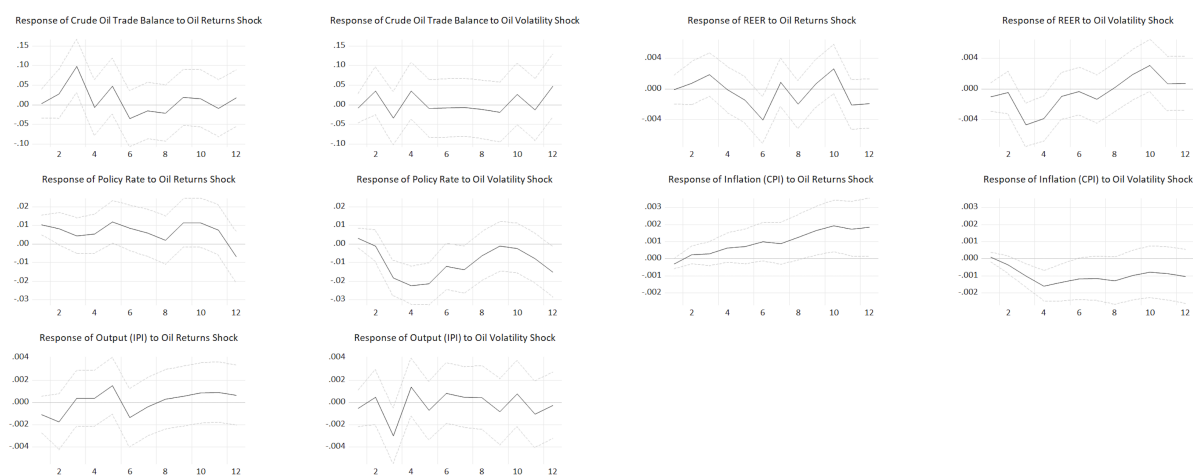 Response of Crude Oil Trade Balance to Oil Returns Shock
.15
.10
.05
.00
-.05
-.10
2 4 6 8 10 12
Response of Crude Oil Trade Balance to Oil Volatility Shock
.15
.10
.05
.00
-.05
-.10
2 4 6 8 10 12
Response of REER to Oil Returns Shock
.004
.000
-.004
2 4 6 8 10 12
Response of REER to Oil Volatility Shock
.004
.000
-.004
2 4 6 8 10 12
Response of Policy Rate to Oil Returns Shock
.02
.01
.00
-.01
-.02
-.03
2 4 6 8 10 12
Response of Policy Rate to Oil Volatility Shock
.02
.01
.00
-.01
-.02
-.03
2 4 6 8 10 12
Response of Inflation (CPI) to Oil Returns Shock
.003
.002
.001
.000
-.001
-.002
2 4 6 8 10 12
Response of Inflation (CPI) to Oil Volatility Shock
.003
.002
.001
.000
-.001
-.002
2 4 6 8 10 12
Response of Output (IPI) to Oil Returns Shock
.004
.002
.000
-.002
-.004
2 4 6 8 10 12
Response of Output (IPI) to Oil Volatility Shock
.004
.002
.000
-.002
-.004
2 4 6 8 10 12